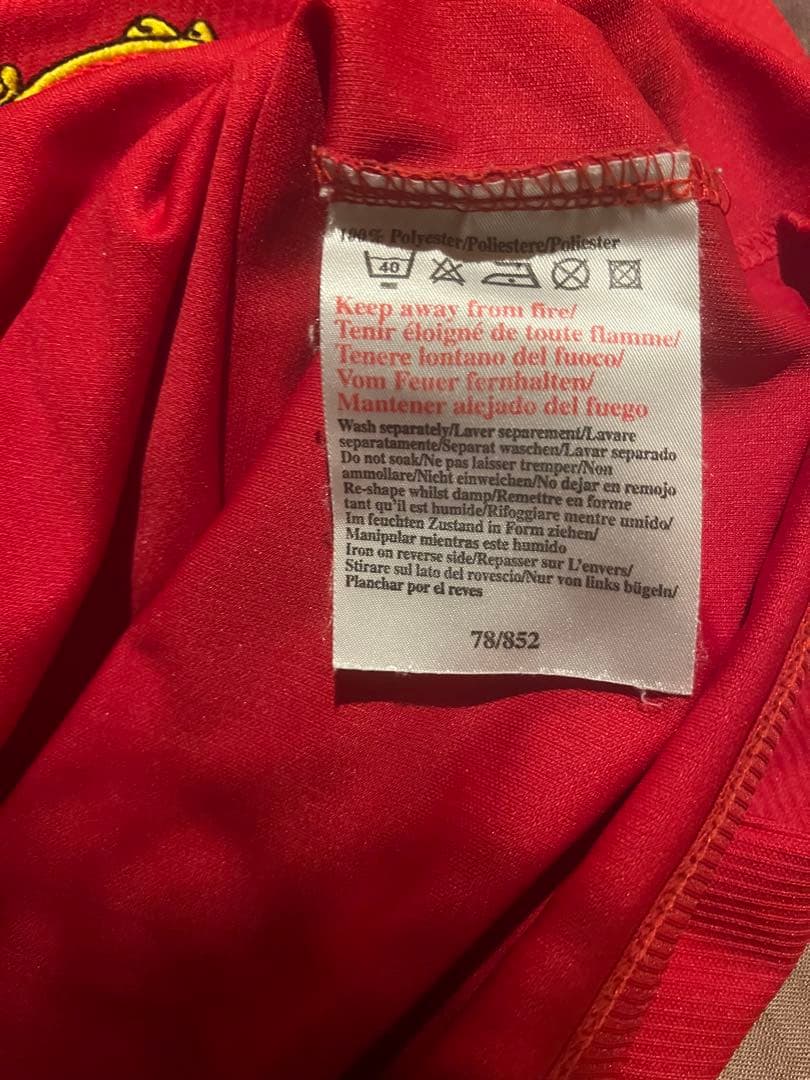 100% Polyester/Poliestere/Poliester
40
Keep away from fire/
Tenir éloigné de toute flamme/
Tenere lontano del fuoco/
Vom Feuer fernhalten/
Mantener alejado del fuego
Wash separately/Laver separement/Lavare
separatamente/Separat waschen/Lavar separado
Do not soak/Ne pas laisser tremper/Non
ammollare/Nicht einweichen/No dejar en remojo
Re-shape whilst damp/Remettre en forme
tant qu'il est humide/Rifoggiare mentre umido/
Im feuchten Zustand in Form ziehen/
Manipular mientras este humido
Iron on reverse side/Repasser sur L'envers/
Stirare sul lato del rovescio/Nur von links bügeln/
Planchar por el reves
78/852